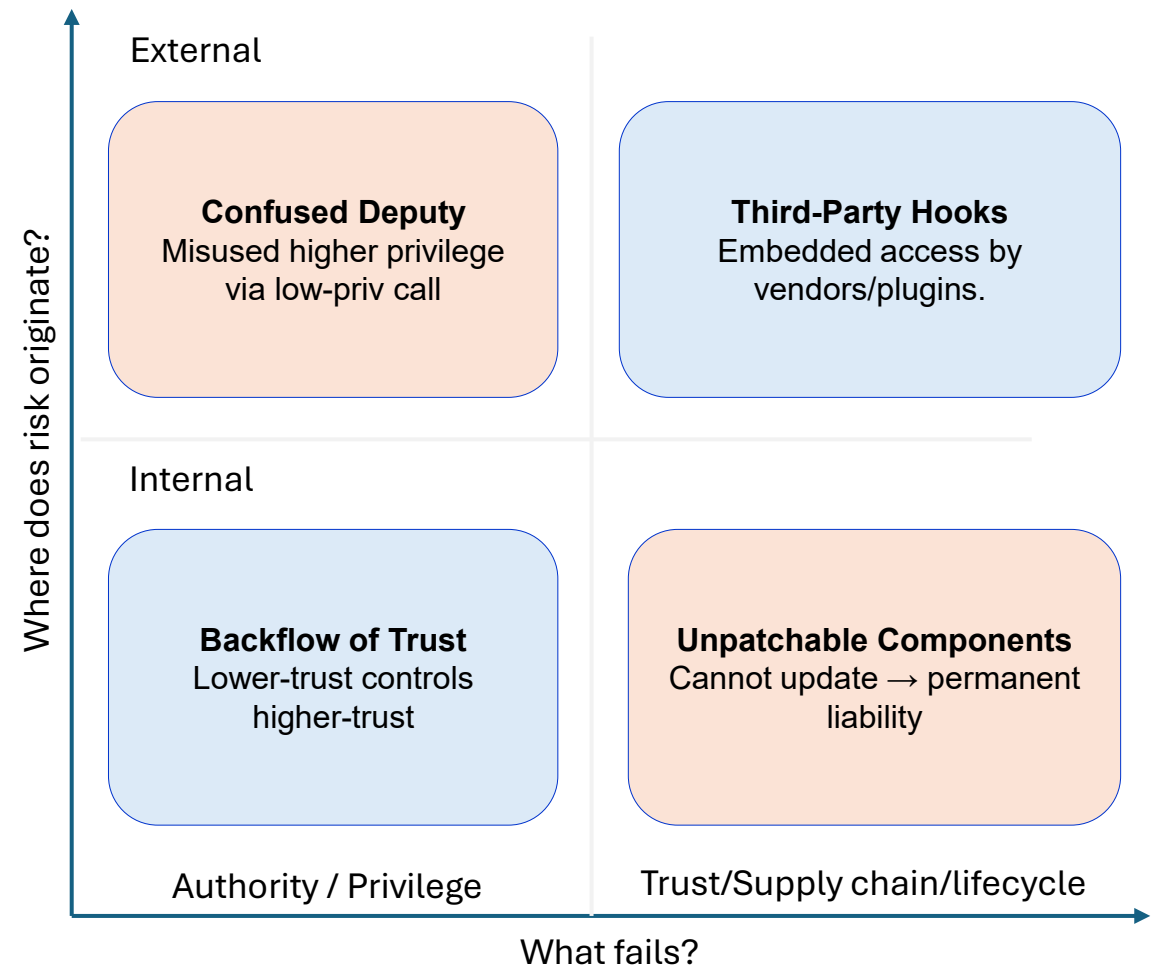 External
Confused Deputy
Misused higher privilege
via low-priv call
Third-Party Hooks
Embedded access by
vendors/plugins.
Where does risk originate?
Internal
Backflow of Trust
Lower-trust controls
higher-trust
Unpatchable Components
Cannot update → permanent
liability
Authority / Privilege
Trust/Supply chain/lifecycle
What fails?